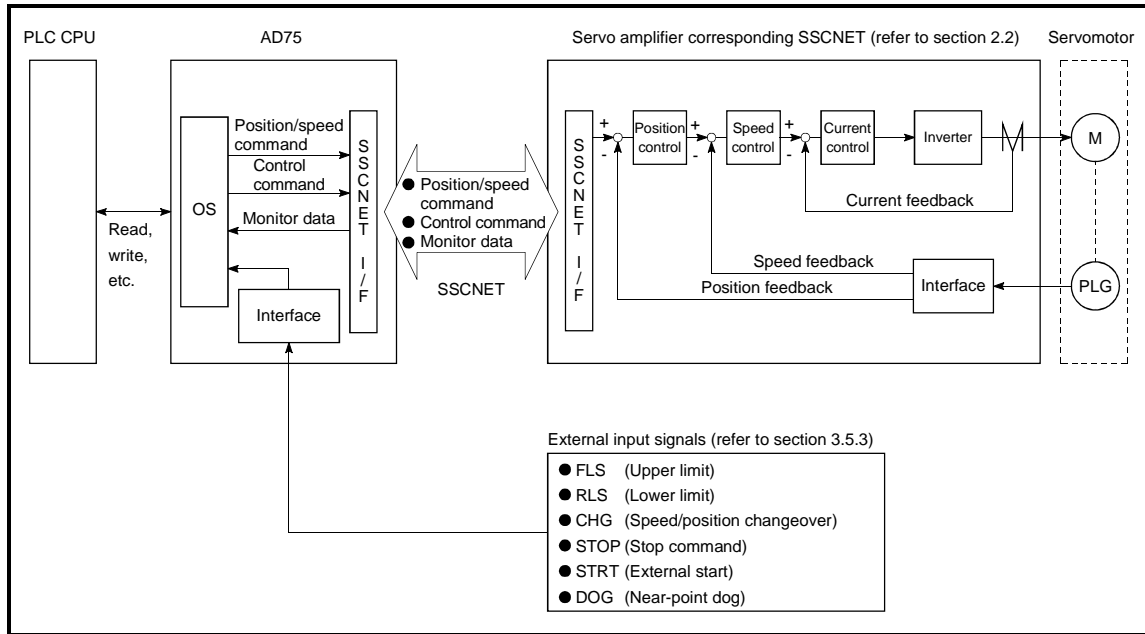 PLC CPU
AD75
Servo amplifier corresponding SSCNET (refer to section 2.2)
Servomotor
OS
Position/speed
command
Control
command
Monitor data
Interface
SSCNET I/F
Read,
write,
etc.
● Position/speed
command
● Control command
● Monitor data
SSCNET
SSCNET I/F
+
-
Position
control
+
-
Speed
control
+
-
Current
control
Inverter
M
Current feedback
Speed feedback
Position feedback
Interface
PLG
External input signals (refer to section 3.5.3)
● FLS (Upper limit)
● RLS (Lower limit)
● CHG (Speed/position changeover)
● STOP (Stop command)
● STRT (External start)
● DOG (Near-point dog)